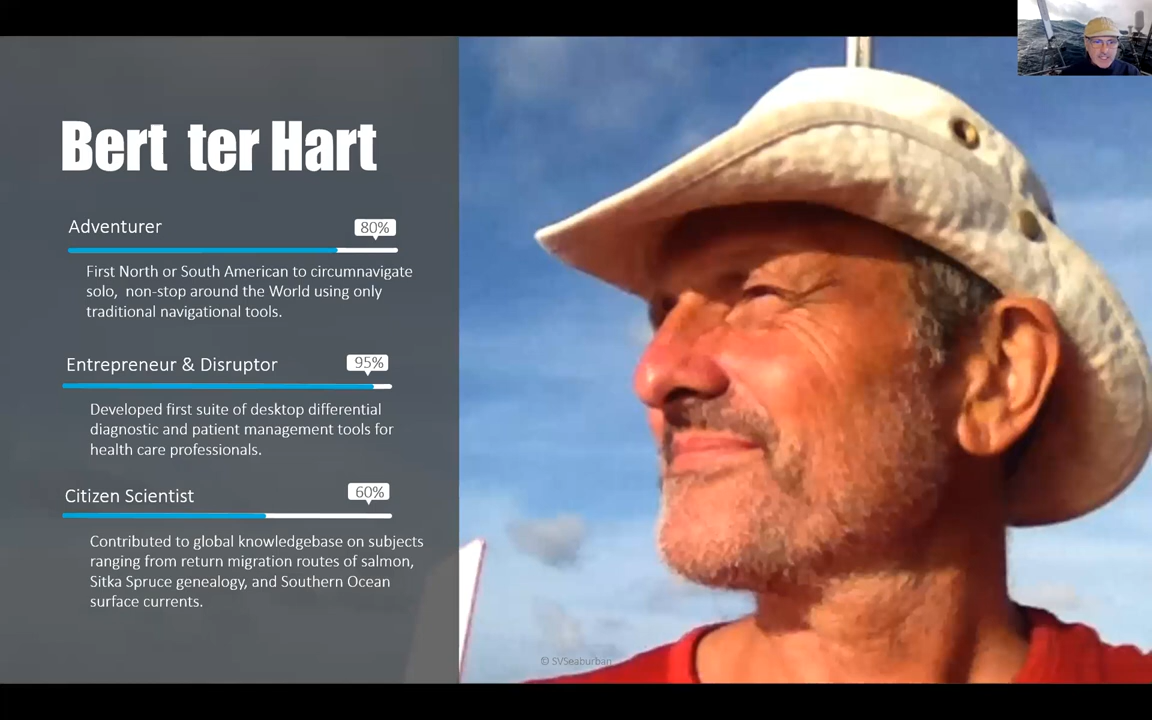 Bert ter Hart
Adventurer
80%
First North or South American to circumnavigate
solo, non-stop around the World using only
traditional navigational tools.
Entrepreneur & Disruptor
95%
Developed first suite of desktop differential
diagnostic and patient management tools for
health care professionals.
Citizen Scientist
60%
Contributed to global knowledgebase on subjects
ranging from return migration routes of salmon,
Sitka Spruce genealogy, and Southern Ocean
surface currents.
© SVSeaburban